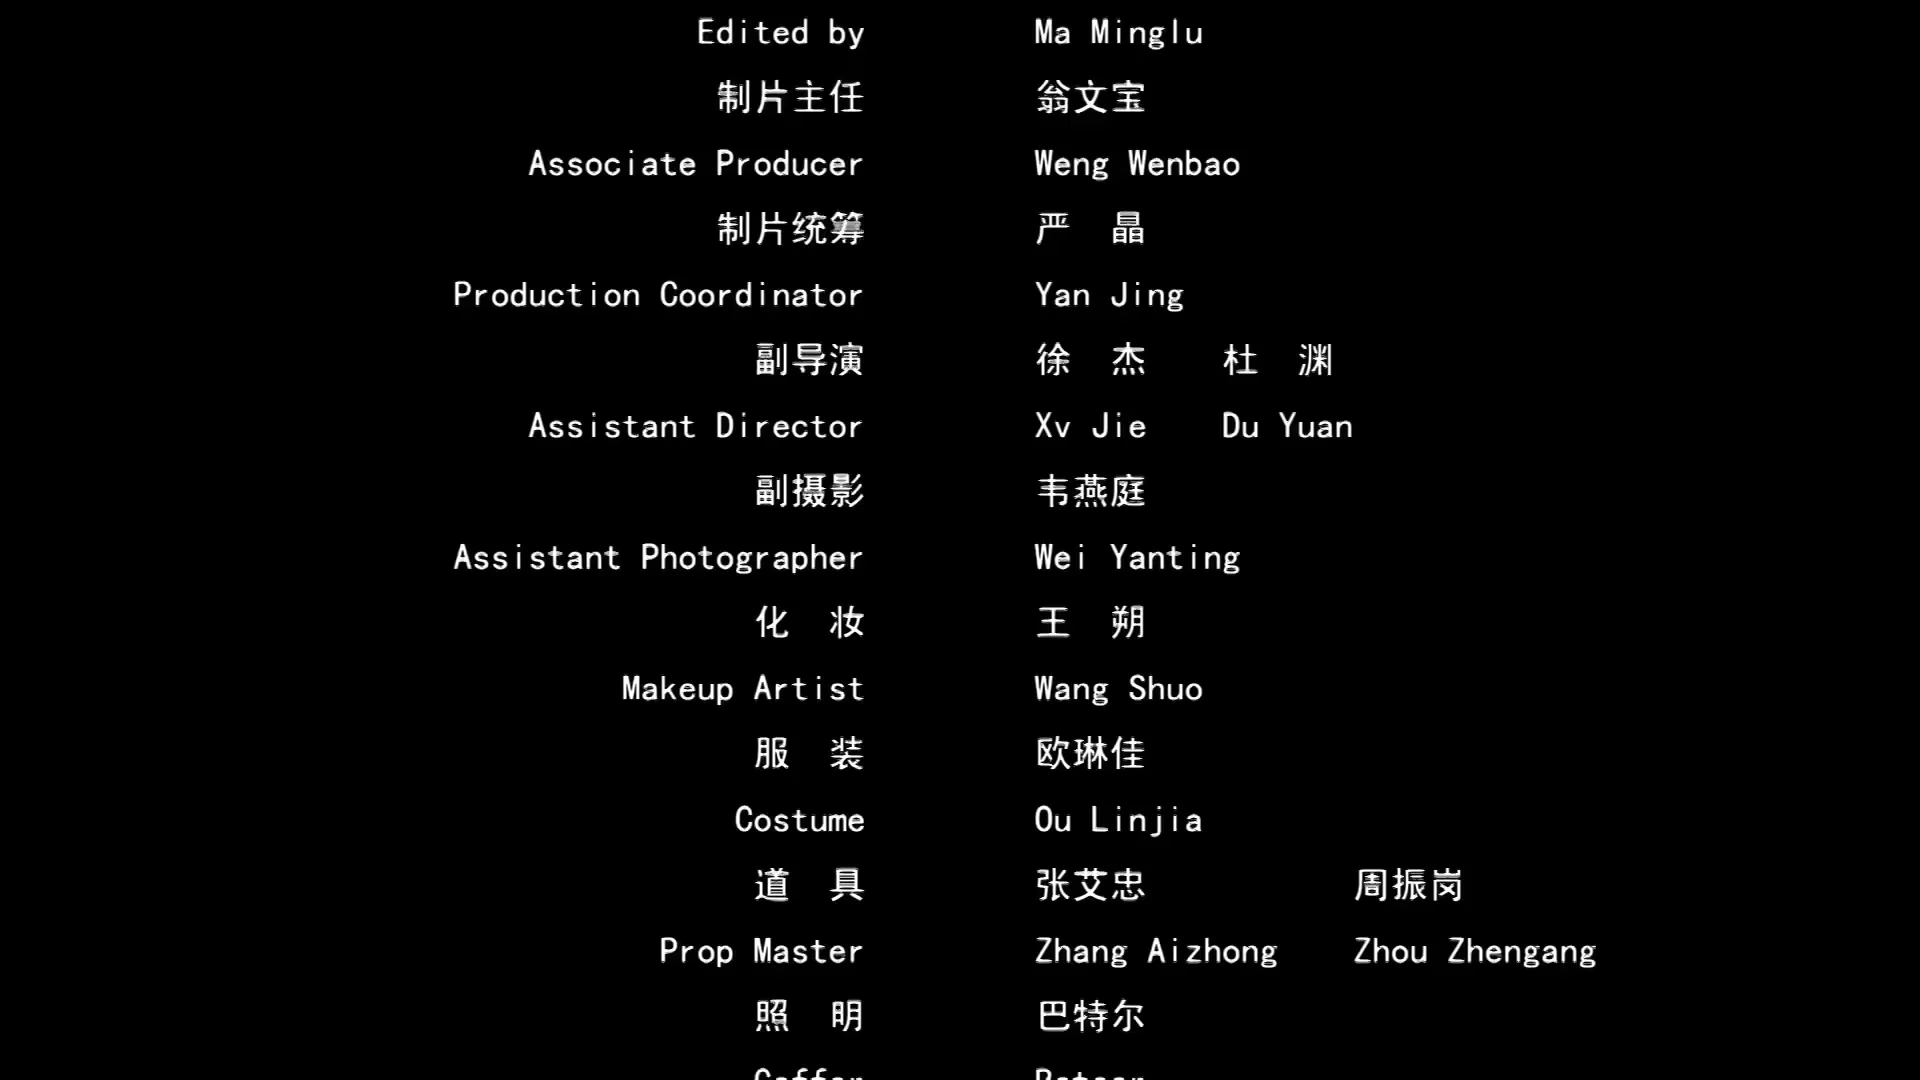 Edited by Ma Minglu
制片主任 翁文宝
Associate Producer Weng Wenbao
制片统筹 严 晶
Production Coordinator Yan Jing
副导演 徐 杰 杜 渊
Assistant Director Xv Jie Du Yuan
副摄影 韦燕庭
Assistant Photographer Wei Yanting
化 妆 王 朔
Makeup Artist Wang Shuo
服 装 欧琳佳
Costume Ou Linjia
道 具 张艾忠 周振岗
Prop Master Zhang Aizhong Zhou Zhengang
照 明 巴特尔